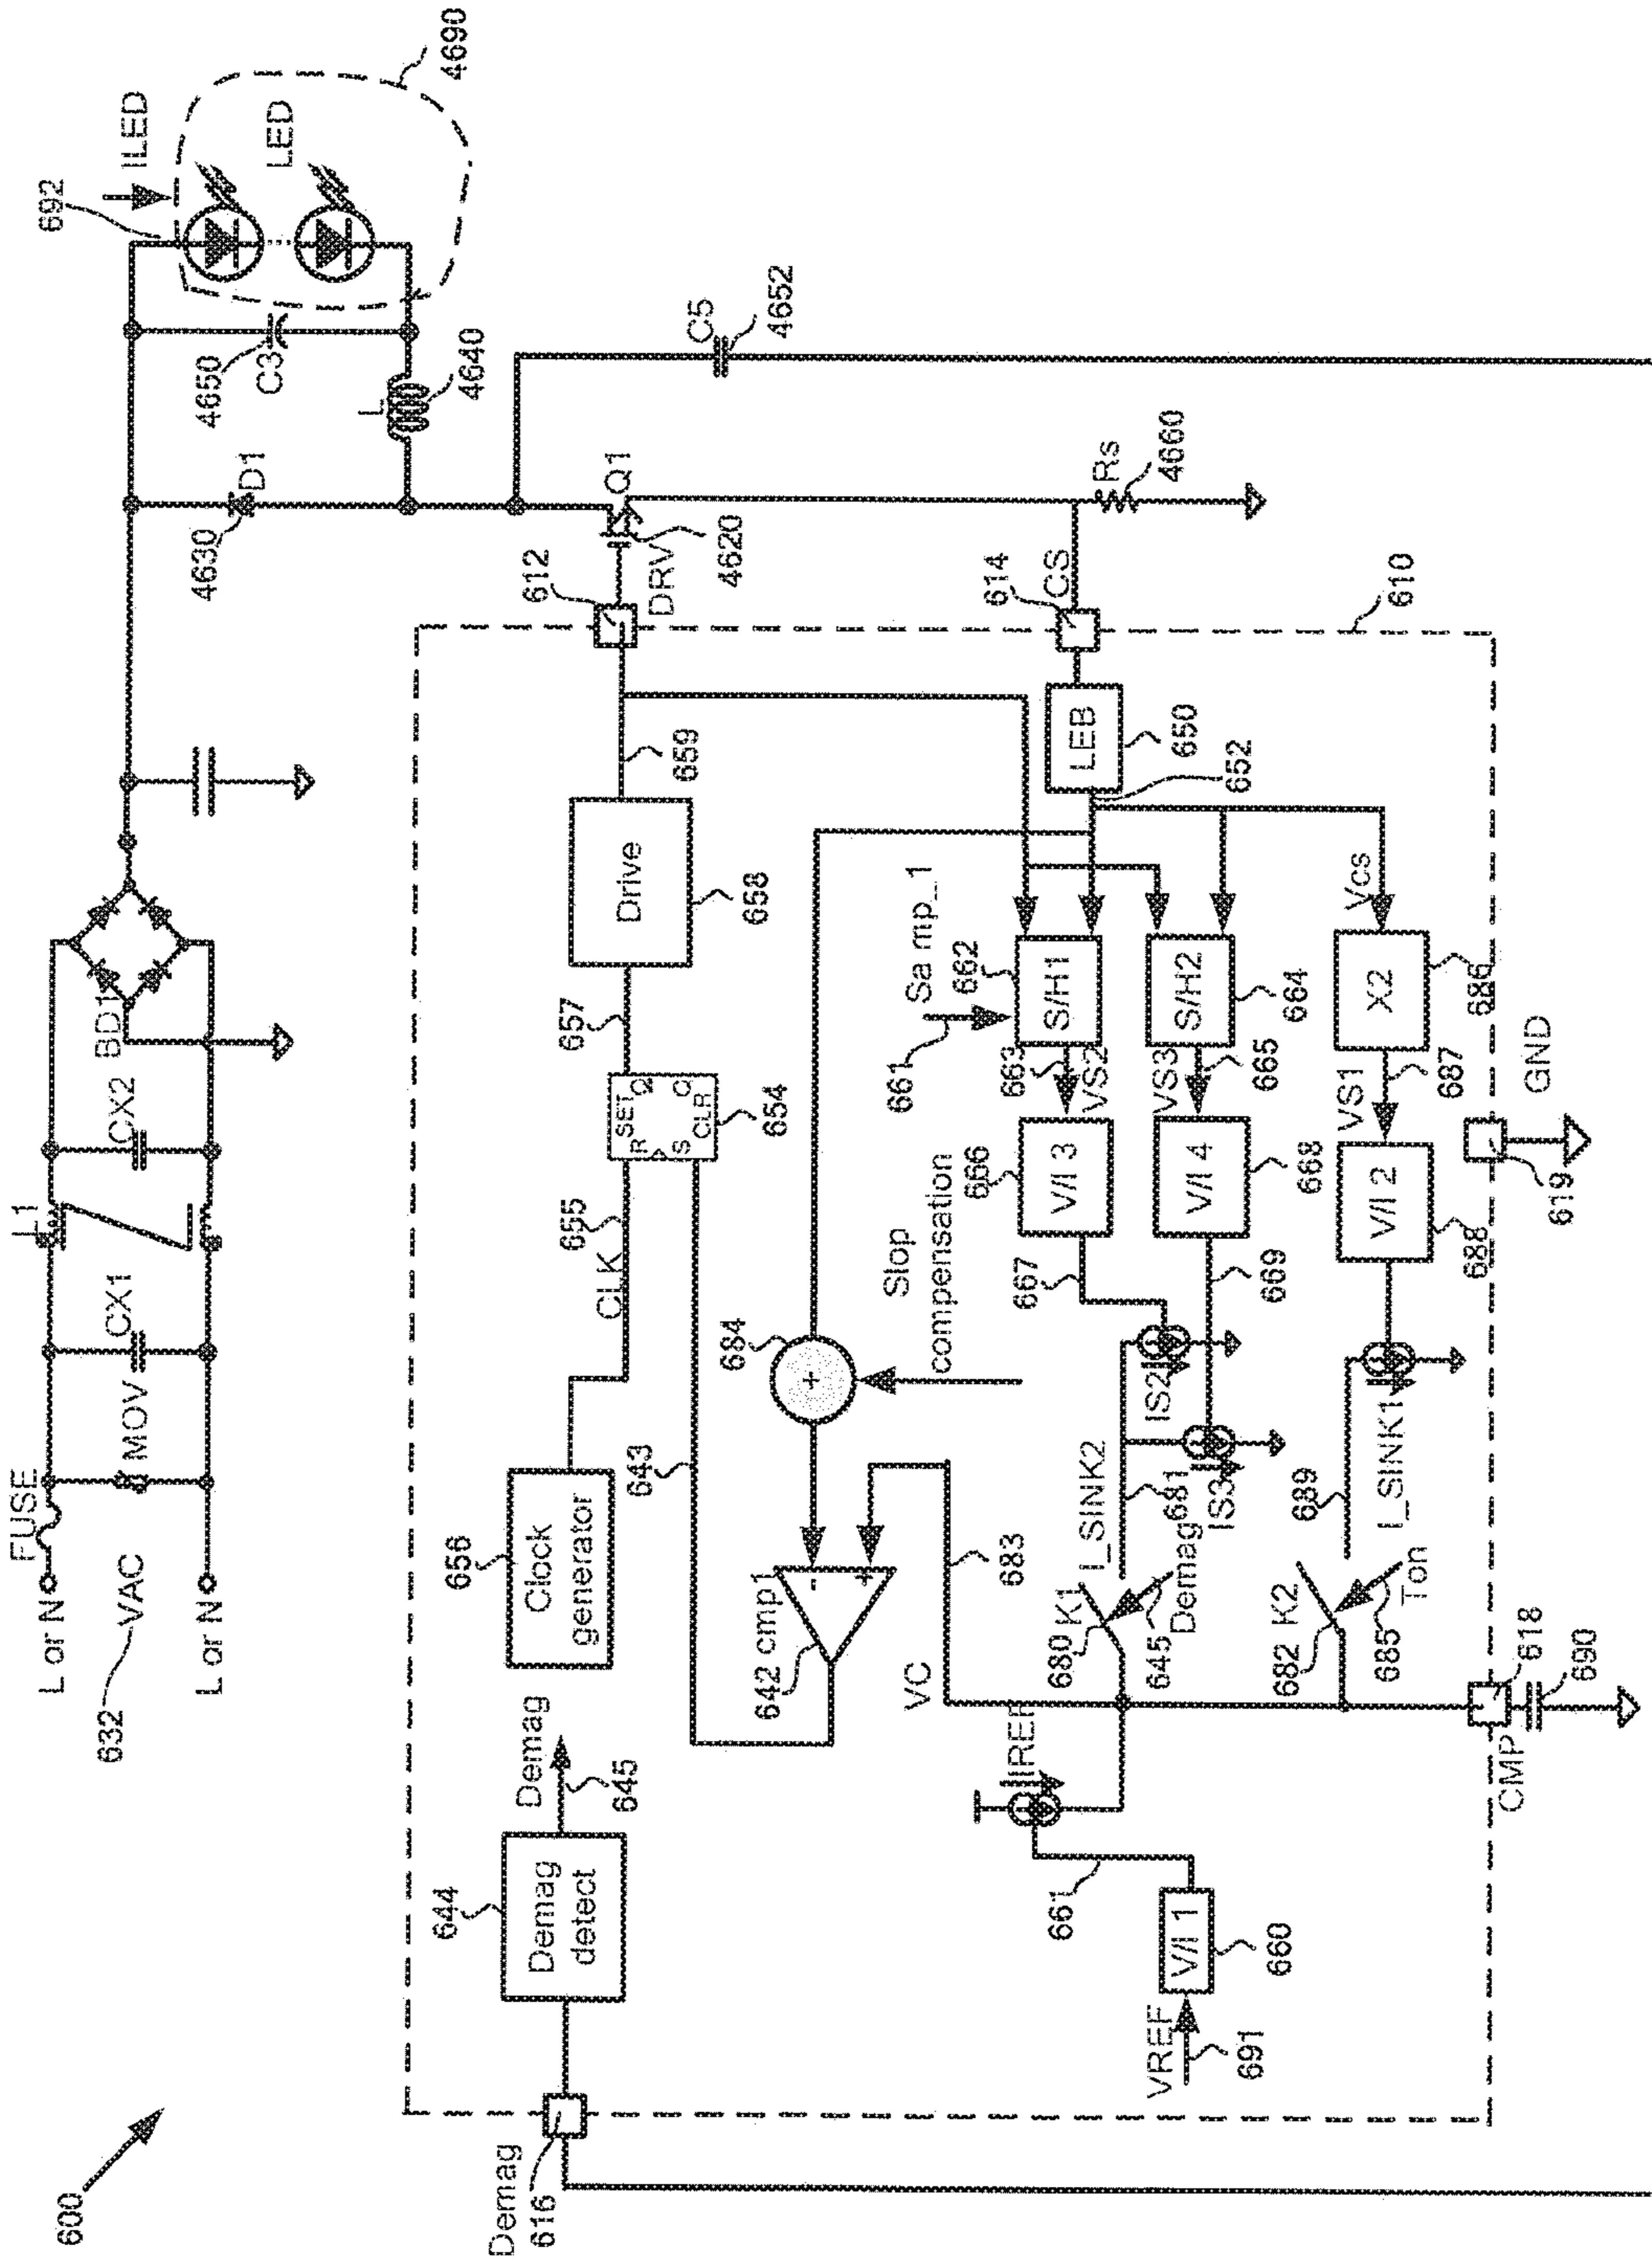 600
FUSE
L or N
632
VAC
L or N
MOV
CX1
L1
CX2
BD1
692
ILED
LED
4690
4650
C3
L
4640
4630
D1
C5
4652
Q1
4620
DRV
612
Rs
4660
CS
614
610
Demag
616
644
Demag
detect
Demag
645
656
Clock
generator
CLK
655
R
SET
Q
S
CLR
Q
654
657
Drive
658
659
643
642
cmp1
-
+
684
+
Slop
compensation
LEB
650
652
Sa mp_1
661
662
S/H1
663
VS2
S/H2
664
VS3
665
Vcs
X2
686
VS1
687
666
V/I 3
667
V/I 4
668
669
V/I 2
688
IS2
IS3
I_SINK2
681
I_SINK1
689
683
VC
680
K1
645
Demag
682
K2
685
Ton
IREF
661
V/I 1
660
VREF
691
CMP
618
690
619
GND